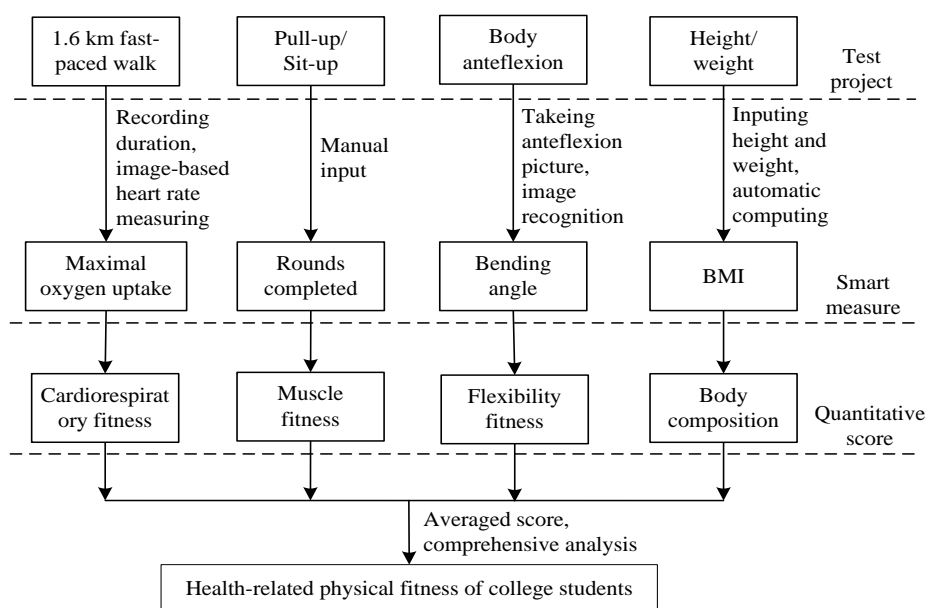 1.6 km fast-
paced walk
Pull-up/
Sit-up
Body
anteflexion
Height/
weight
Test
project
Recording
duration,
image-based
heart rate
measuring
Manual
input
Takeing
anteflexion
picture,
image
recognition
Inputing
height and
weight,
automatic
computing
Maximal
oxygen uptake
Rounds
completed
Bending
angle
BMI
Smart
measure
Cardiorespirat
ory fitness
Muscle
fitness
Flexibility
fitness
Body
composition
Quantitative
score
Averaged score,
comprehensive analysis
Health-related physical fitness of college students